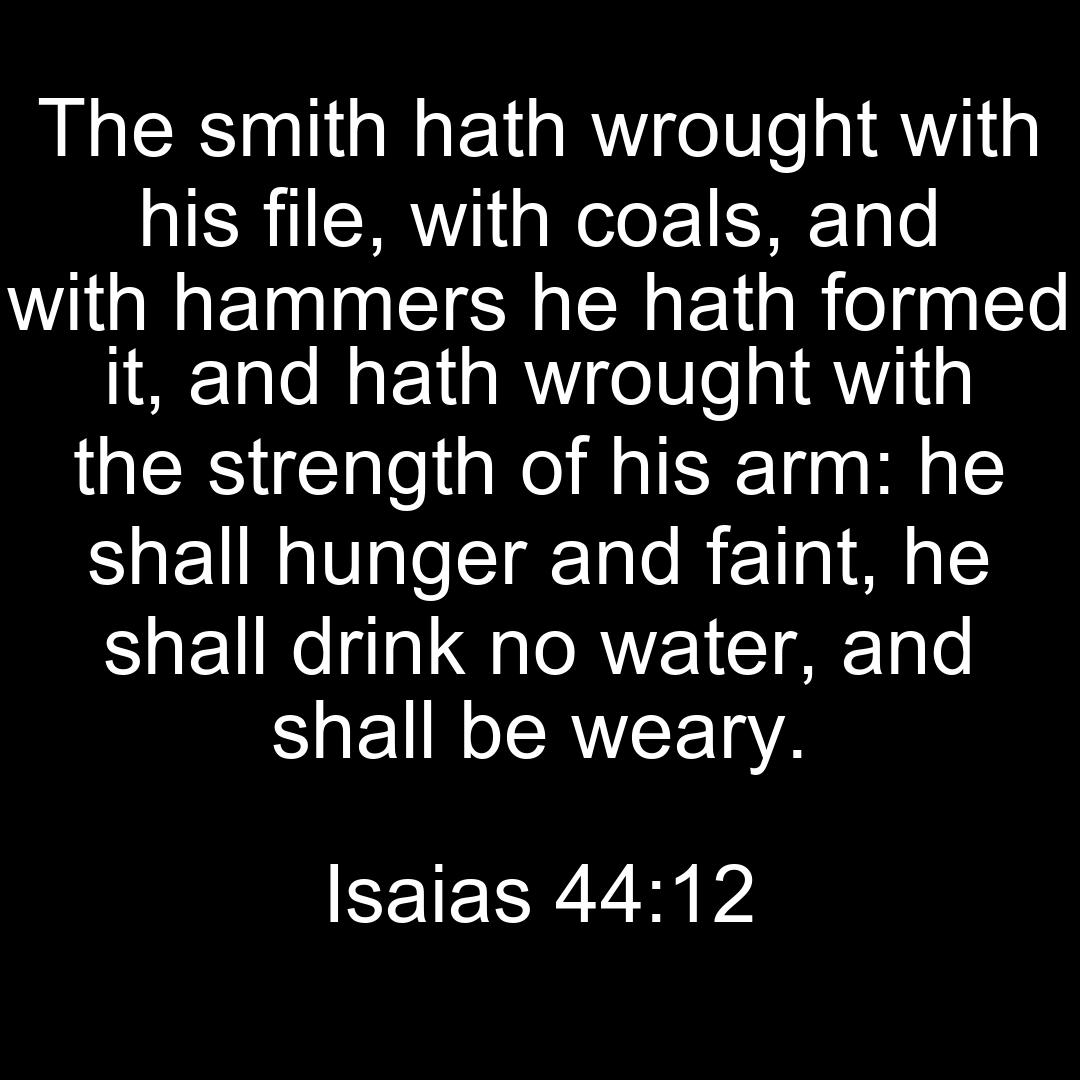 The smith hath wrought with
his file, with coals, and
with hammers he hath formed
it, and hath wrought with
the strength of his arm: he
shall hunger and faint, he
shall drink no water, and
shall be weary.
Isaias 44:12